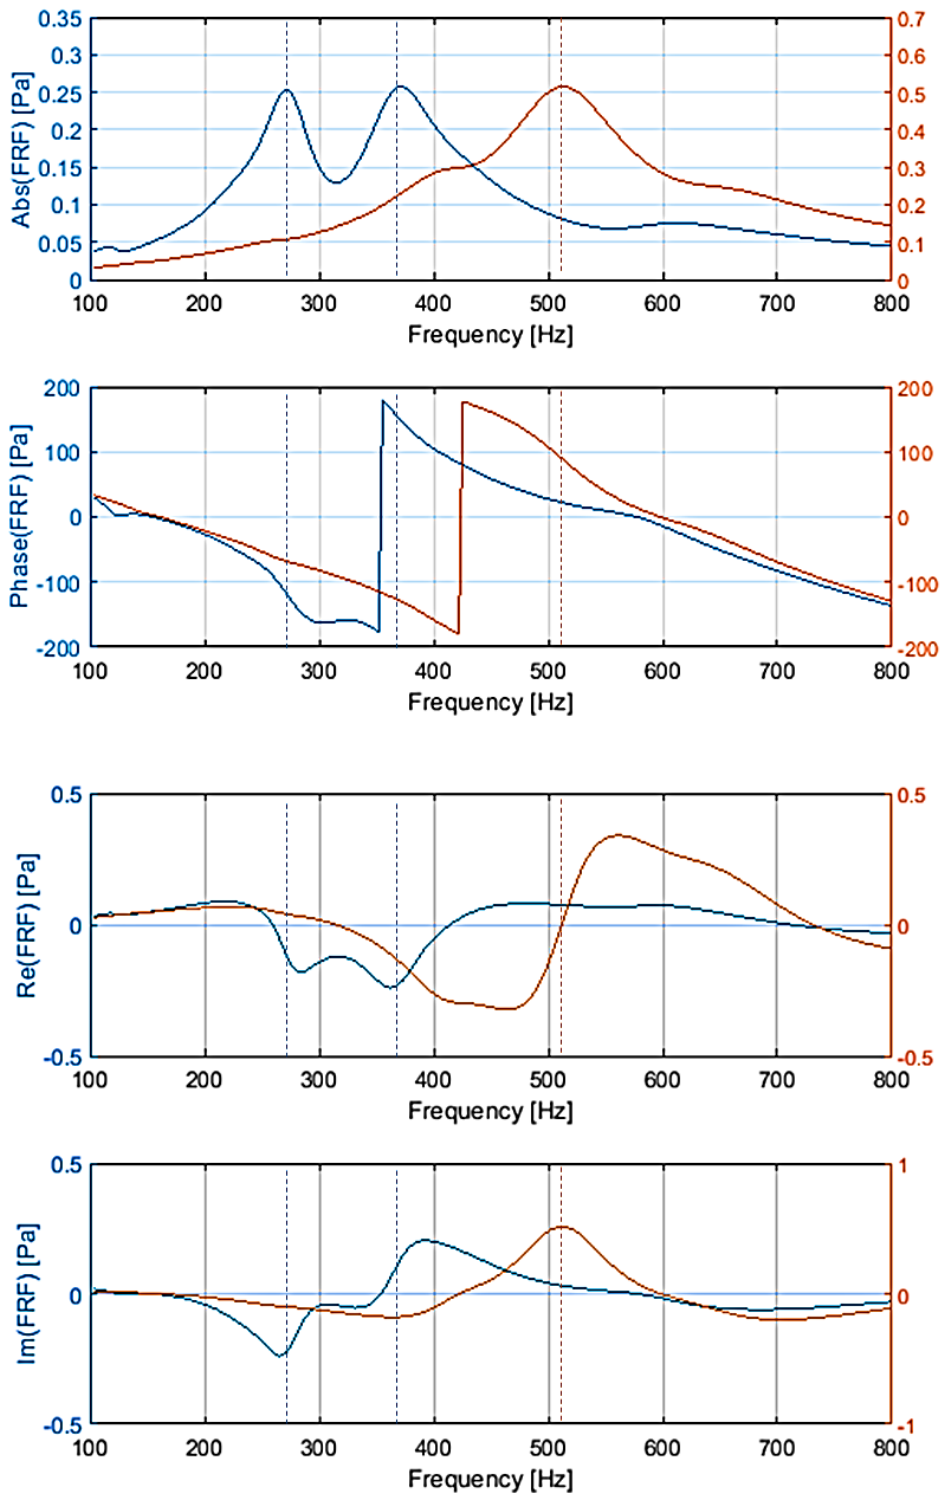 0.35 0.7
0.3 0.6
0.25 0.5
0.2 0.4
0.15 0.3
0.1 0.2
0.05 0.1
0 0
Abs(FRF) [Pa]
100 200 300 400 500 600 700 800
Frequency [Hz]
200 200
100 100
0 0
-100 -100
-200 -200
Phase(FRF) [Pa]
100 200 300 400 500 600 700 800
Frequency [Hz]
0.5 0.5
0 0
-0.5 -0.5
Re(FRF) [Pa]
100 200 300 400 500 600 700 800
Frequency [Hz]
0.5 1
0 0
-0.5 -1
Im(FRF) [Pa]
100 200 300 400 500 600 700 800
Frequency [Hz]